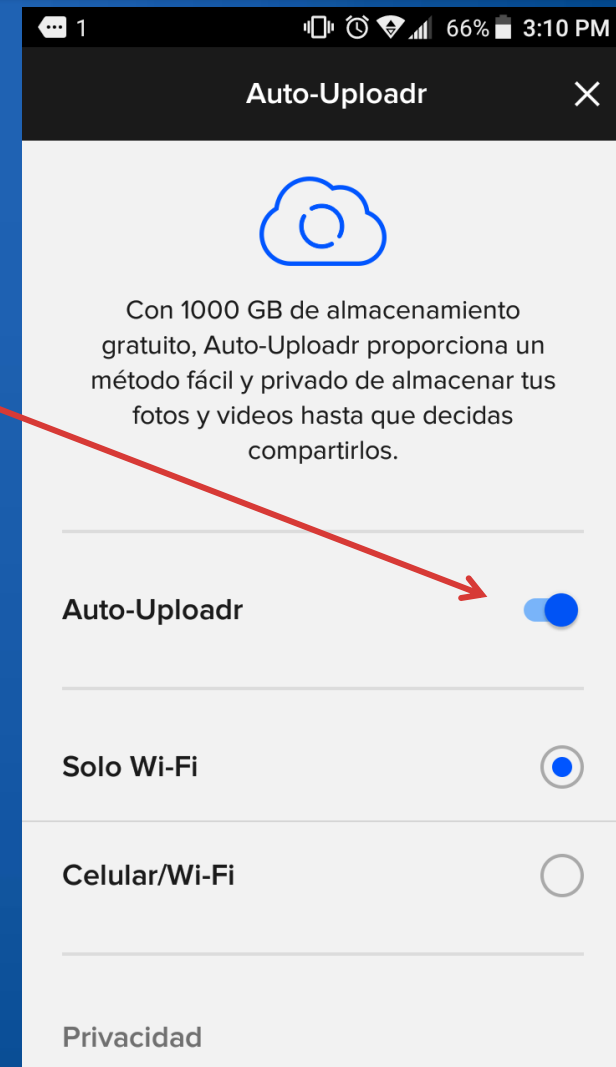 1 66% 3:10 PM
Auto-Uploadr
Con 1000 GB de almacenamiento
gratuito, Auto-Uploadr proporciona un
método fácil y privado de almacenar tus
fotos y videos hasta que decidas
compartirlos.
Auto-Uploadr
Solo Wi-Fi
Celular/Wi-Fi
Privacidad